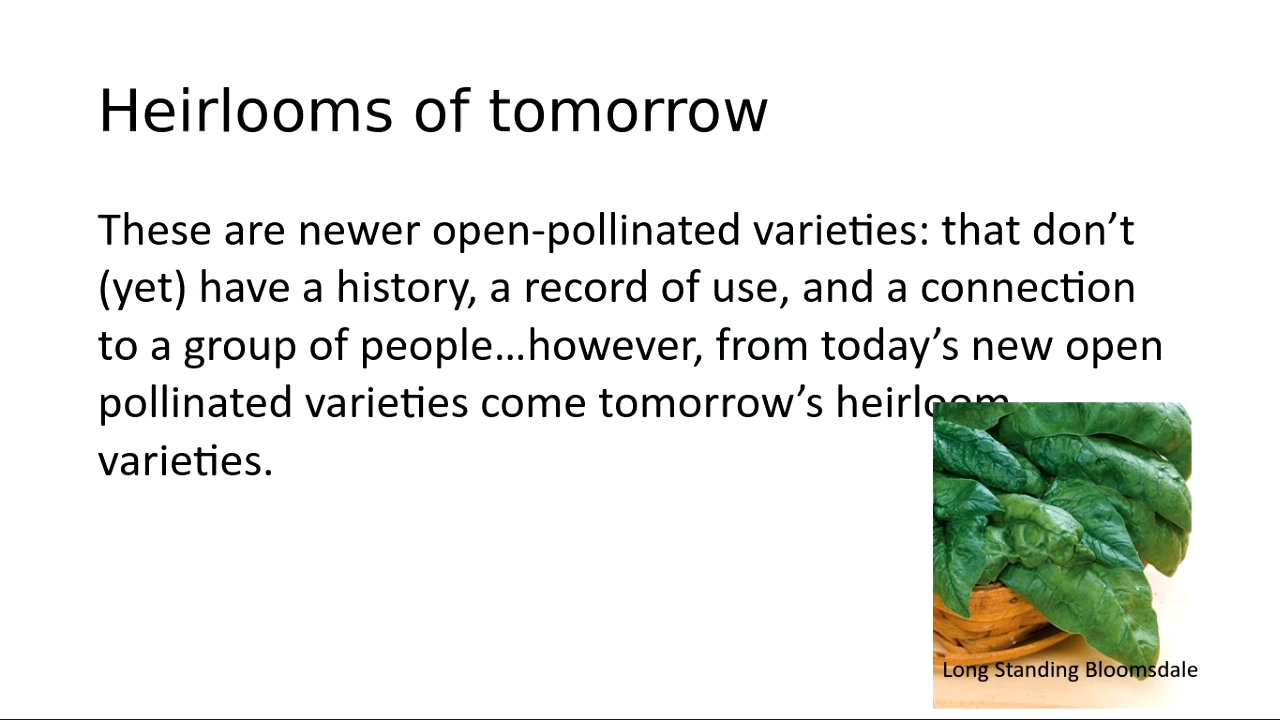 Heirlooms of tomorrow
These are newer open-pollinated varieties: that don’t
(yet) have a history, a record of use, and a connection
to a group of people…however, from today’s new open
pollinated varieties come tomorrow’s heirloom
varieties.
Long Standing Bloomsdale